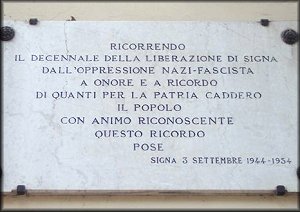 RICORRENDO
IL DECENNALE DELLA LIBERAZIONE DI SIGNA
DALL'OPPRESSIONE NAZI-FASCISTA
A ONORE E A RICORDO
DI QUANTI PER LA PATRIA CADDERO
IL POPOLO
CON ANIMO RICONOSCENTE
QUESTO RICORDO
POSE
SIGNA 3 SETTEMBRE 1944-1954